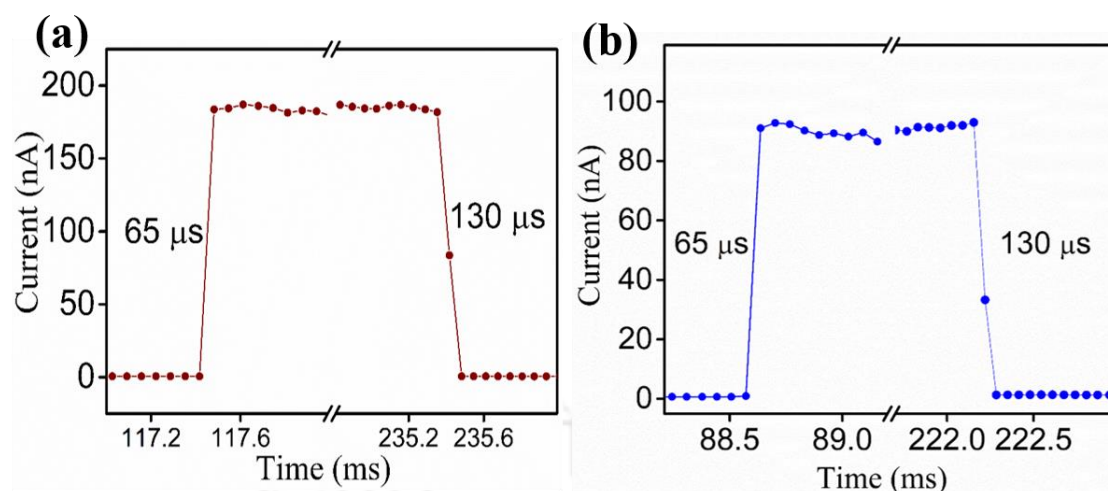 (a)
200
150
100
50
0
Current (nA)
65 μs
130 μs
117.2 117.6 235.2 235.6
Time (ms)
(b)
100
80
60
40
20
0
Current (nA)
65 μs
130 μs
88.5 89.0 222.0 222.5
Time (ms)